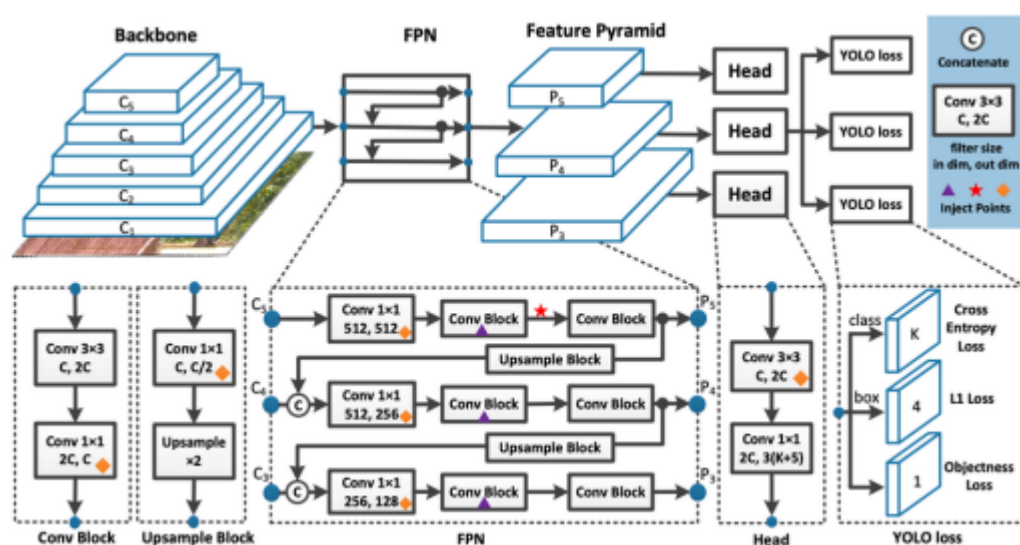 Backbone
FPN
Feature Pyramid
C5
C4
C3
C2
C1
P5
P4
P3
Head
Head
Head
YOLO loss
YOLO loss
YOLO loss
C
Concatenate
Conv 3×3
C, 2C
filter size
in dim, out dim
Inject Points
Conv 3×3
C, 2C
Conv 1×1
2C, C
Conv Block
Conv 1×1
C, C/2
Upsample
×2
Upsample Block
C5
Conv 1×1
512, 512
Conv Block
Conv Block
P5
Upsample Block
C4
C
Conv 1×1
512, 256
Conv Block
Conv Block
P4
Upsample Block
C3
C
Conv 1×1
256, 128
Conv Block
Conv Block
P3
FPN
Conv 3×3
C, 2C
Conv 1×1
2C, 3(K+5)
Head
class
K
Cross
Entropy
Loss
box
4
L1 Loss
1
Objectness
Loss
YOLO loss